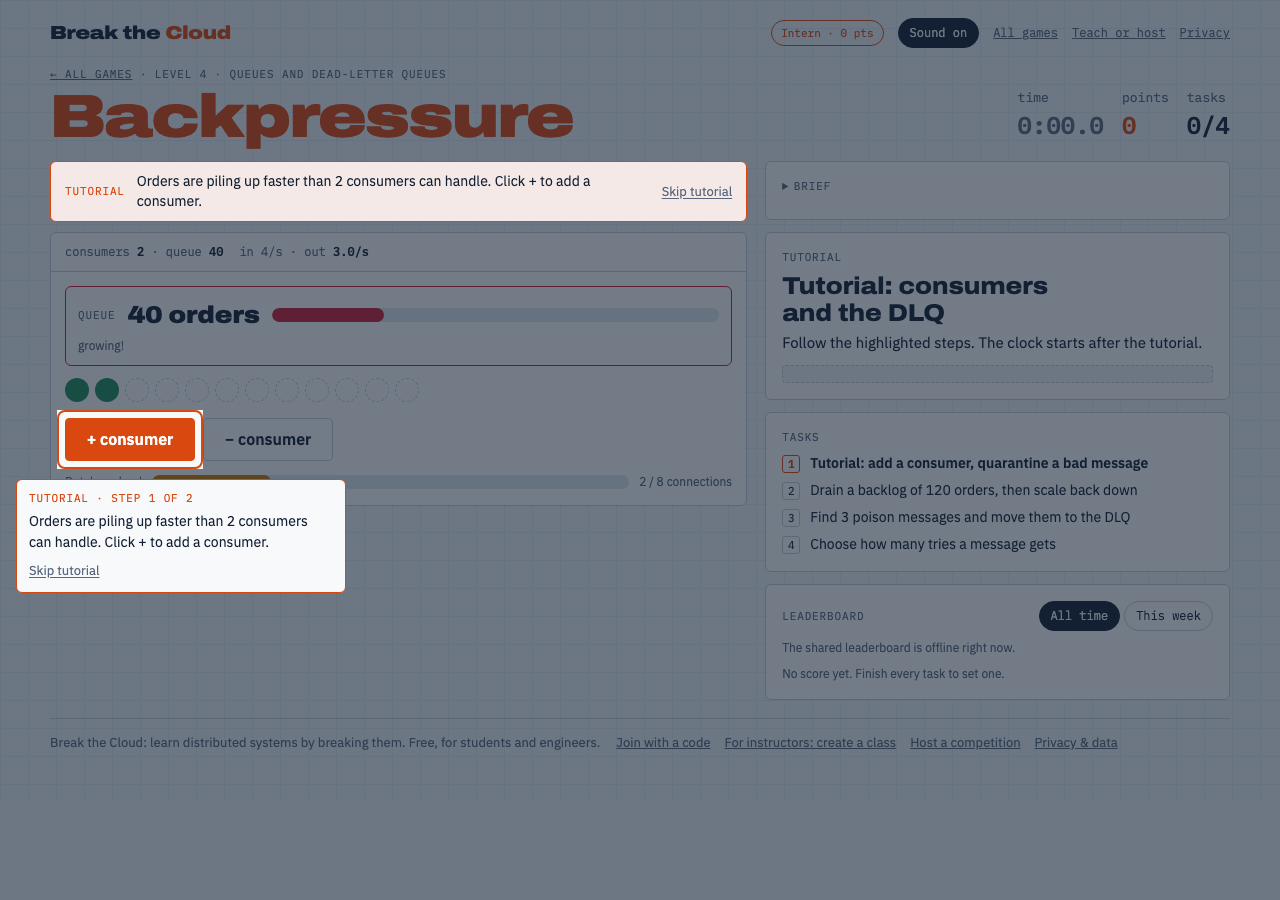 Break the Cloud
Intern · 0 pts
Sound on
All games
Teach or host
Privacy
← ALL GAMES · LEVEL 4 · QUEUES AND DEAD-LETTER QUEUES
Backpressure
time
0:00.0
points
0
tasks
0/4
TUTORIAL
Orders are piling up faster than 2 consumers can handle. Click + to add a
consumer.
Skip tutorial
consumers 2 · queue 40 in 4/s · out 3.0/s
QUEUE
40 orders
growing!
+ consumer
− consumer
2 / 8 connections
TUTORIAL · STEP 1 OF 2
Orders are piling up faster than 2 consumers
can handle. Click + to add a consumer.
Skip tutorial
▶ BRIEF
TUTORIAL
Tutorial: consumers
and the DLQ
Follow the highlighted steps. The clock starts after the tutorial.
TASKS
1 Tutorial: add a consumer, quarantine a bad message
2 Drain a backlog of 120 orders, then scale back down
3 Find 3 poison messages and move them to the DLQ
4 Choose how many tries a message gets
LEADERBOARD
All time
This week
The shared leaderboard is offline right now.
No score yet. Finish every task to set one.
Break the Cloud: learn distributed systems by breaking them. Free, for students and engineers.
Join with a code
For instructors: create a class
Host a competition
Privacy & data